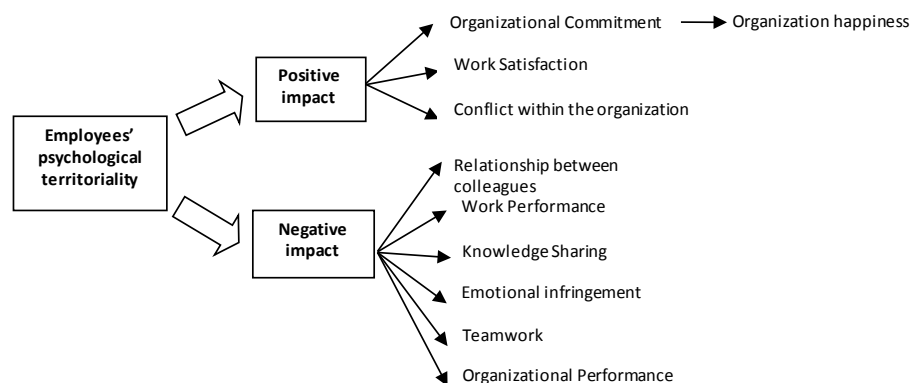 Organizational Commitment
Organization happiness
Positive
impact
Work Satisfaction
Conflict within the organization
Employees’
psychological
territoriality
Relationship between
colleagues
Work Performance
Negative
impact
Knowledge Sharing
Emotional infringement
Teamwork
Organizational Performance